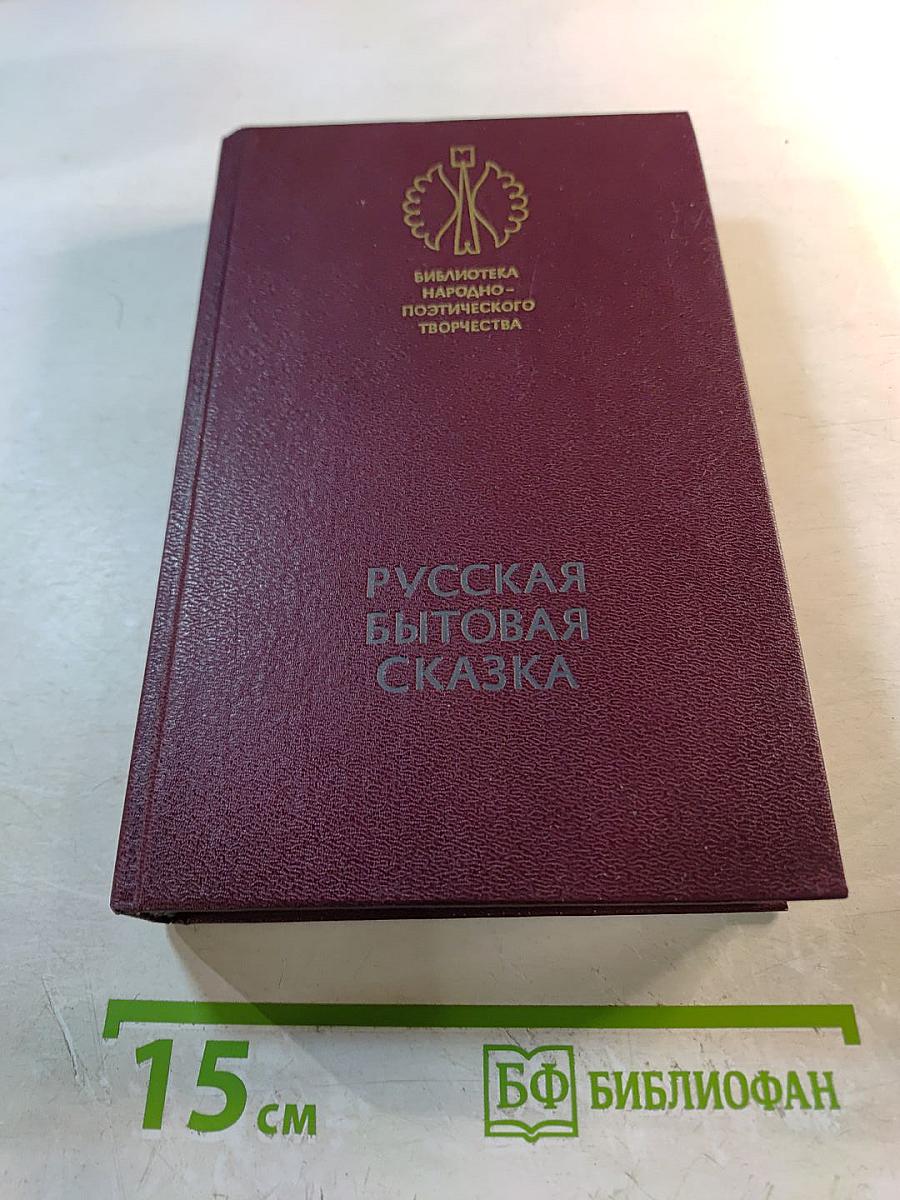 БИБЛИОТЕКА
НАРОДНО-
ПОЭТИЧЕСКОГО
ТВОРЧЕСТВА
РУССКАЯ
БЫТОВАЯ
СКАЗКА
15 см
БФ БИБЛИОФАН